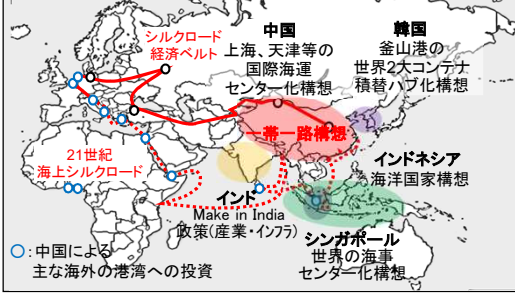 シルクロード
経済ベルト
中国
上海、天津等の
国際海運
センター化構想
韓国
釜山港の
世界2大コンテナ
積替ハブ化構想
一帯一路構想
21世紀
海上シルクロード
インド
Make in India
政策(産業・インフラ)
インドネシア
海洋国家構想
シンガポール
世界の海事
センター化構想
○:中国による
主な海外の港湾への投資